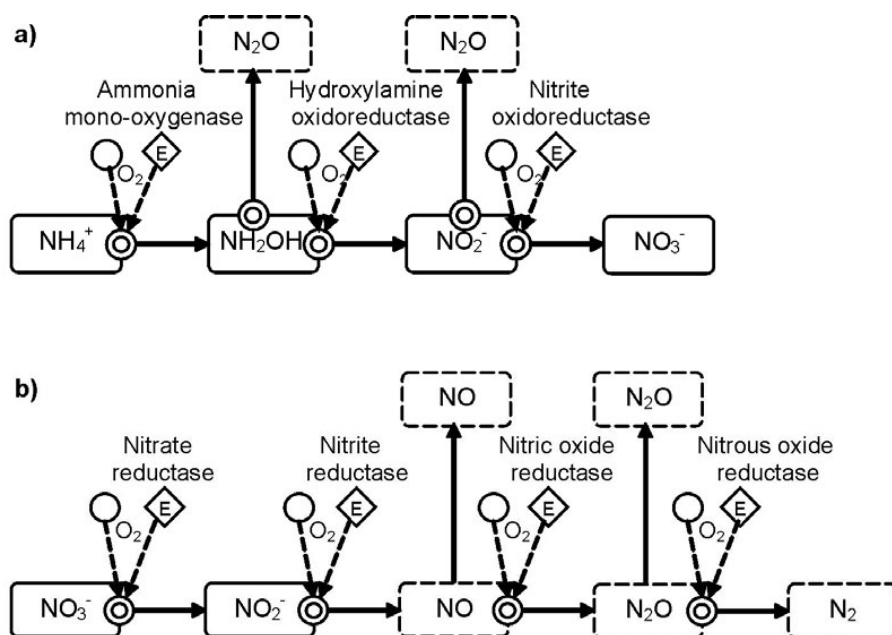 a)
N₂O
N₂O
Ammonia
mono-oxygenase
Hydroxylamine
oxidoreductase
Nitrite
oxidoreductase
E
E
E
O₂
O₂
O₂
NH₄⁺
NH₂OH
NO₂⁻
NO₃⁻
b)
NO
N₂O
Nitrate
reductase
Nitrite
reductase
Nitric oxide
reductase
Nitrous oxide
reductase
E
E
E
E
O₂
O₂
O₂
O₂
NO₃⁻
NO₂⁻
NO
N₂O
N₂